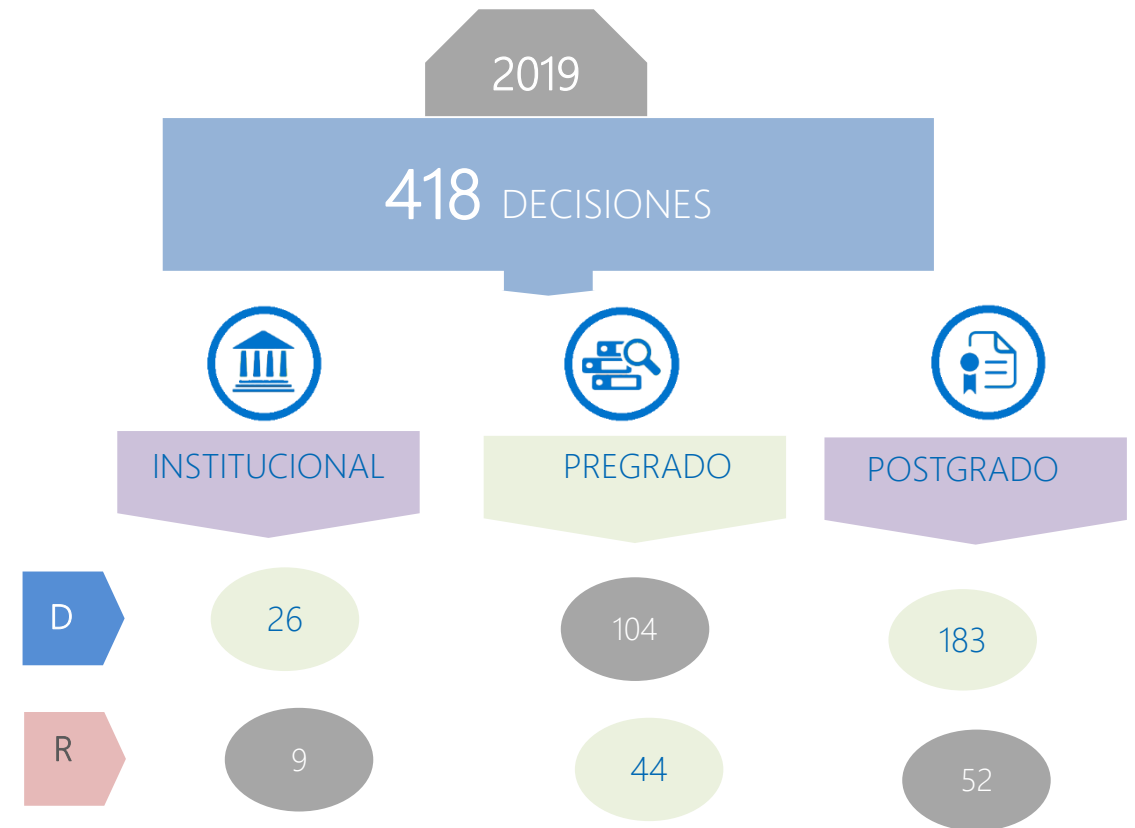 2019
418 DECISIONES
INSTITUCIONAL PREGRADO POSTGRADO
D 26 104 183
R 9 44 52